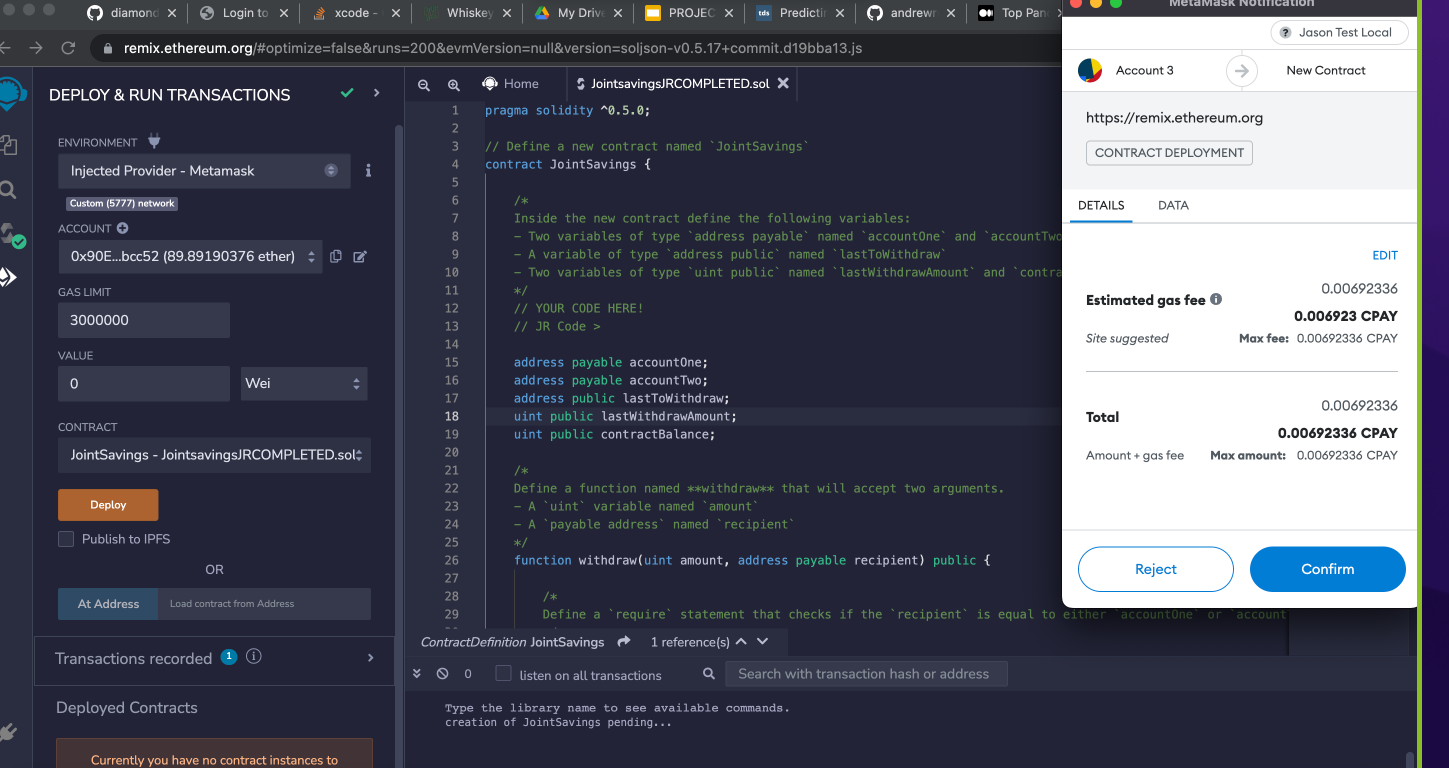 diamond
Login to
xcode -
Whiskey
My Drive
PROJEC
tds
Predictin
andrewr
Top Pan
MetaMask Notification
remix.ethereum.org/#optimize=false&runs=200&evmVersion=null&version=soljson-v0.5.17+commit.d19bba13.js
DEPLOY & RUN TRANSACTIONS
ENVIRONMENT
Injected Provider - Metamask
Custom (5777) network
ACCOUNT
0x90E...bcc52 (89.89190376 ether)
GAS LIMIT
3000000
VALUE
0
Wei
CONTRACT
JointSavings - JointsavingsJRCOMPLETED.sol
Deploy
Publish to IPFS
OR
At Address
Load contract from Address
Transactions recorded 1
Deployed Contracts
Currently you have no contract instances to
Home
JointsavingsJRCOMPLETED.sol
1 pragma solidity ^0.5.0;
2
3 // Define a new contract named `JointSavings`
4 contract JointSavings {
5
6 /*
7 Inside the new contract define the following variables:
8 - Two variables of type `address payable` named `accountOne` and `accountTwo
9 - A variable of type `address public` named `lastToWithdraw`
10 - Two variables of type `uint public` named `lastWithdrawAmount` and `contra
11 */
12 // YOUR CODE HERE!
13 // JR Code >
14
15 address payable accountOne;
16 address payable accountTwo;
17 address public lastToWithdraw;
18 uint public lastWithdrawAmount;
19 uint public contractBalance;
20
21 /*
22 Define a function named **withdraw** that will accept two arguments.
23 - A `uint` variable named `amount`
24 - A `payable address` named `recipient`
25 */
26 function withdraw(uint amount, address payable recipient) public {
27
28 /*
29 Define a `require` statement that checks if the `recipient` is equal to either `accountOne` or `account
ContractDefinition JointSavings
1 reference(s)
0
listen on all transactions
Search with transaction hash or address
Type the library name to see available commands.
creation of JointSavings pending...
Jason Test Local
Account 3
New Contract
https://remix.ethereum.org
CONTRACT DEPLOYMENT
DETAILS
DATA
EDIT
0.00692336
Estimated gas fee
0.006923 CPAY
Site suggested
Max fee: 0.00692336 CPAY
0.00692336
Total
0.00692336 CPAY
Amount + gas fee
Max amount: 0.00692336 CPAY
Reject
Confirm